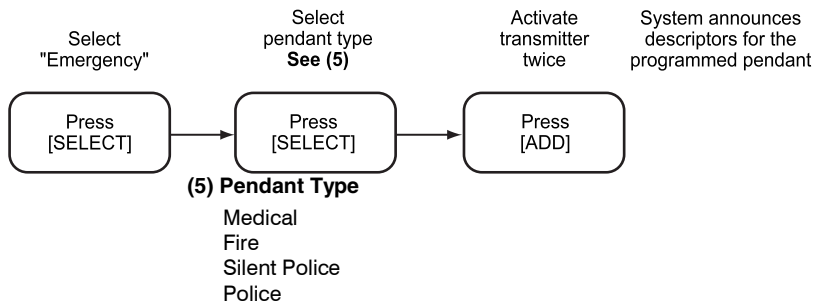 Select
"Emergency"
Select
pendant type
See (5)
Activate
transmitter
twice
System announces
descriptors for the
programmed pendant
Press
[SELECT]
Press
[SELECT]
Press
[ADD]
(5) Pendant Type
Medical
Fire
Silent Police
Police